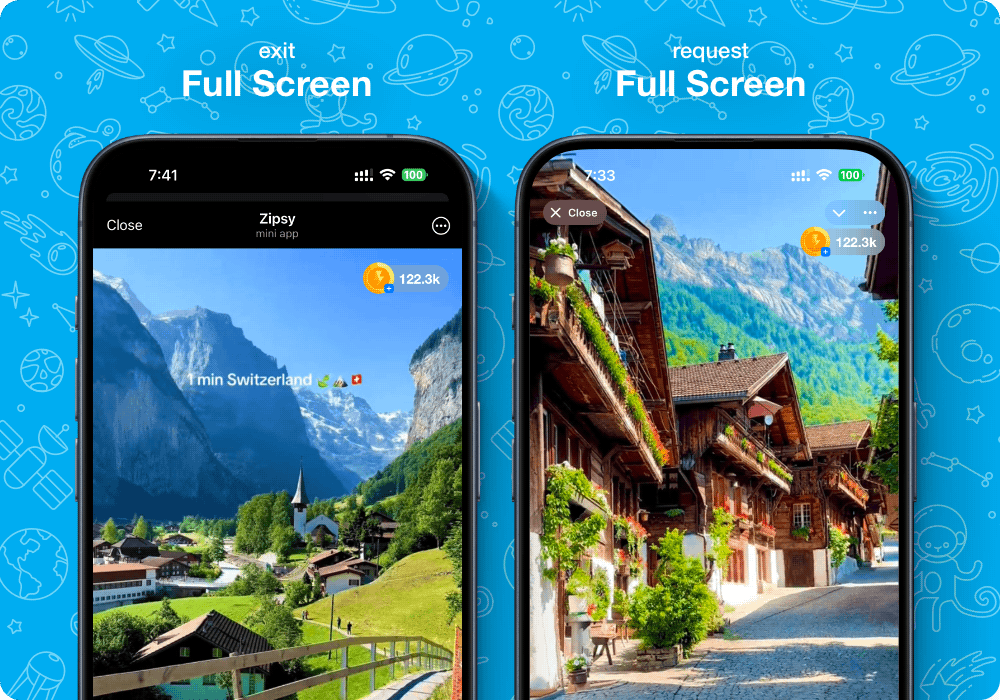 exit
Full Screen
7:41
100
Close
Zipsy
mini app
122.3k
1 min Switzerland 🌿⛰️🇨🇭
request
Full Screen
7:33
100
Close
122.3k